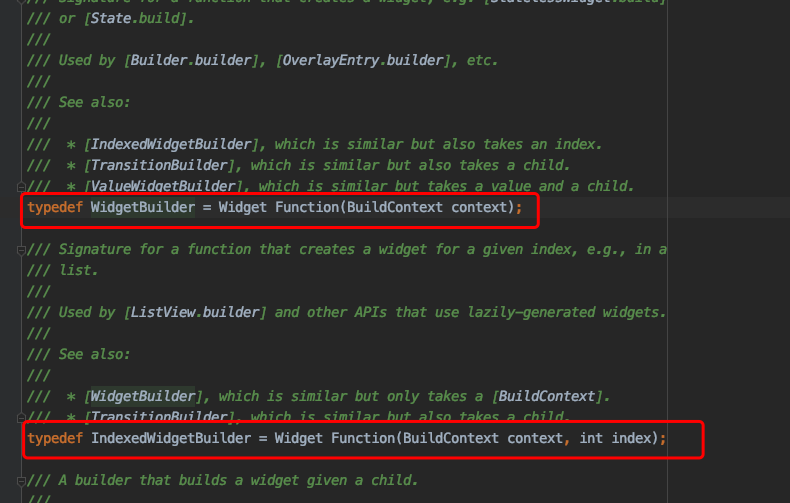 /// Signature for a function that creates a widget, e.g. [StatelessWidget.build]
/// or [State.build].
///
/// Used by [Builder.builder], [OverlayEntry.builder], etc.
///
/// See also:
///
///  * [IndexedWidgetBuilder], which is similar but also takes an index.
///  * [TransitionBuilder], which is similar but also takes a child.
///  * [ValueWidgetBuilder], which is similar but takes a value and a child.
typedef WidgetBuilder = Widget Function(BuildContext context);
/// Signature for a function that creates a widget for a given index, e.g., in a
/// list.
///
/// Used by [ListView.builder] and other APIs that use lazily-generated widgets.
///
/// See also:
///
///  * [WidgetBuilder], which is similar but only takes a [BuildContext].
///  * [TransitionBuilder], which is similar but also takes a child.
typedef IndexedWidgetBuilder = Widget Function(BuildContext context, int index);
/// A builder that builds a widget given a child.
///